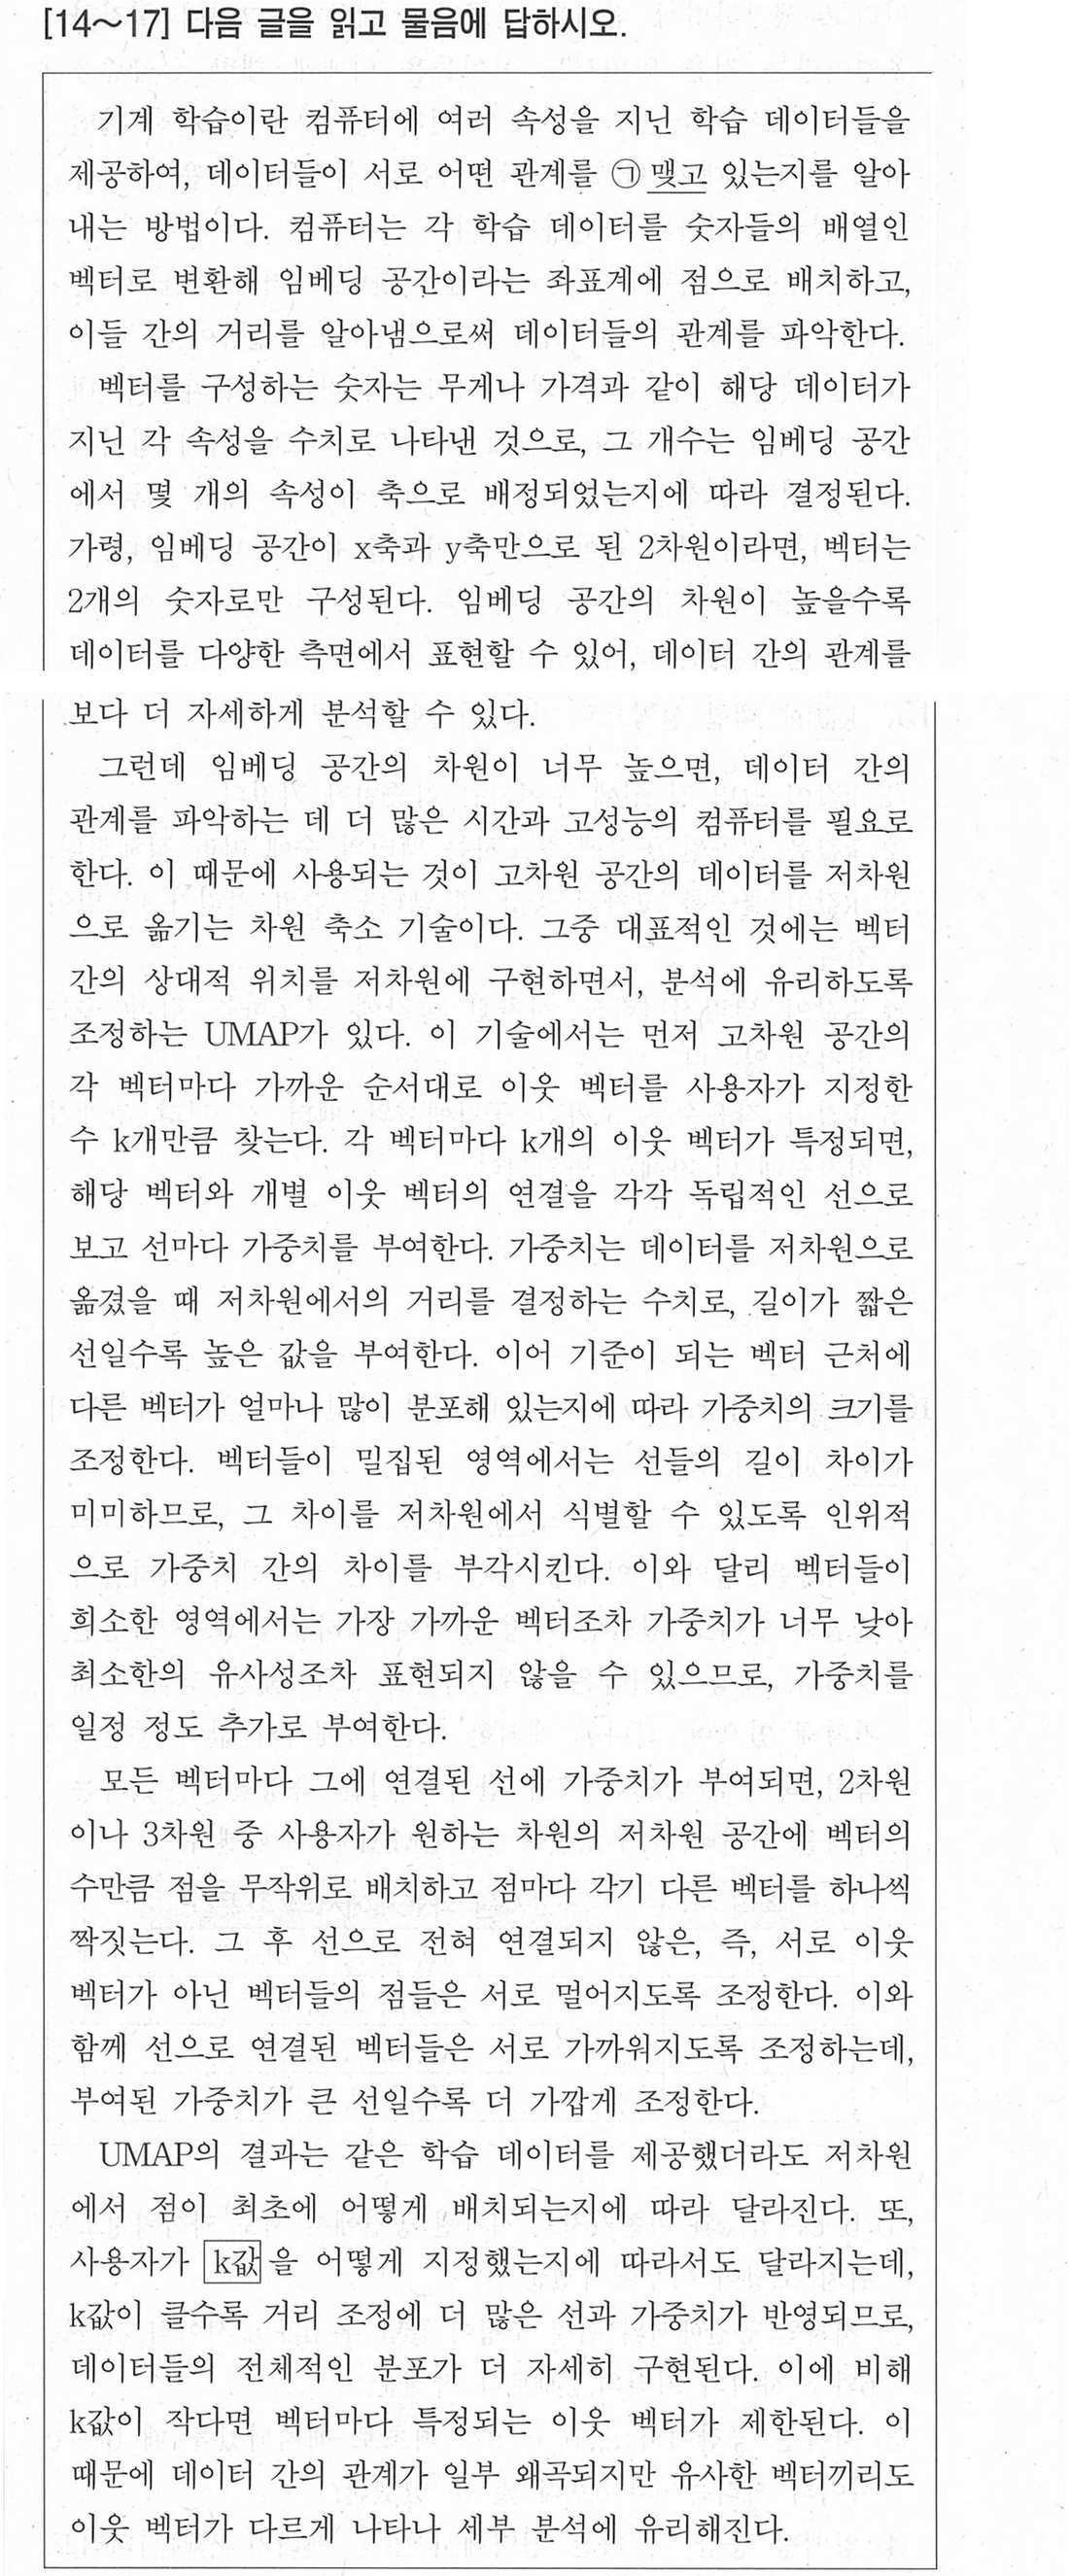 [14～17] 다음 글을 읽고 물음에 답하시오.
기계 학습이란 컴퓨터에 여러 속성을 지닌 학습 데이터들을
제공하여, 데이터들이 서로 어떤 관계를 ㉠ 맺고 있는지를 알아
내는 방법이다. 컴퓨터는 각 학습 데이터를 숫자들의 배열인
벡터로 변환해 임베딩 공간이라는 좌표계에 점으로 배치하고,
이들 간의 거리를 알아냄으로써 데이터들의 관계를 파악한다.
벡터를 구성하는 숫자는 무게나 가격과 같이 해당 데이터가
지닌 각 속성을 수치로 나타낸 것으로, 그 개수는 임베딩 공간
에서 몇 개의 속성이 축으로 배정되었는지에 따라 결정된다.
가령, 임베딩 공간이 x축과 y축만으로 된 2차원이라면, 벡터는
2개의 숫자로만 구성된다. 임베딩 공간의 차원이 높을수록
데이터를 다양한 측면에서 표현할 수 있어, 데이터 간의 관계를
보다 더 자세하게 분석할 수 있다.
그런데 임베딩 공간의 차원이 너무 높으면, 데이터 간의
관계를 파악하는 데 더 많은 시간과 고성능의 컴퓨터를 필요로
한다. 이 때문에 사용되는 것이 고차원 공간의 데이터를 저차원
으로 옮기는 차원 축소 기술이다. 그중 대표적인 것에는 벡터
간의 상대적 위치를 저차원에 구현하면서, 분석에 유리하도록
조정하는 UMAP가 있다. 이 기술에서는 먼저 고차원 공간의
각 벡터마다 가까운 순서대로 이웃 벡터를 사용자가 지정한
수 k개만큼 찾는다. 각 벡터마다 k개의 이웃 벡터가 특정되면,
해당 벡터와 개별 이웃 벡터의 연결을 각각 독립적인 선으로
보고 선마다 가중치를 부여한다. 가중치는 데이터를 저차원으로
옮겼을 때 저차원에서의 거리를 결정하는 수치로, 길이가 짧은
선일수록 높은 값을 부여한다. 이어 기준이 되는 벡터 근처에
다른 벡터가 얼마나 많이 분포해 있는지에 따라 가중치의 크기를
조정한다. 벡터들이 밀집된 영역에서는 선들의 길이 차이가
미미하므로, 그 차이를 저차원에서 식별할 수 있도록 인위적
으로 가중치 간의 차이를 부각시킨다. 이와 달리 벡터들이
희소한 영역에서는 가장 가까운 벡터조차 가중치가 너무 낮아
최소한의 유사성조차 표현되지 않을 수 있으므로, 가중치를
일정 정도 추가로 부여한다.
모든 벡터마다 그에 연결된 선에 가중치가 부여되면, 2차원
이나 3차원 중 사용자가 원하는 차원의 저차원 공간에 벡터의
수만큼 점을 무작위로 배치하고 점마다 각기 다른 벡터를 하나씩
짝짓는다. 그 후 선으로 전혀 연결되지 않은, 즉, 서로 이웃
벡터가 아닌 벡터들의 점들은 서로 멀어지도록 조정한다. 이와
함께 선으로 연결된 벡터들은 서로 가까워지도록 조정하는데,
부여된 가중치가 큰 선일수록 더 가깝게 조정한다.
UMAP의 결과는 같은 학습 데이터를 제공했더라도 저차원
에서 점이 최초에 어떻게 배치되는지에 따라 달라진다. 또,
사용자가 k값을 어떻게 지정했는지에 따라서도 달라지는데,
k값이 클수록 거리 조정에 더 많은 선과 가중치가 반영되므로,
데이터들의 전체적인 분포가 더 자세히 구현된다. 이에 비해
k값이 작다면 벡터마다 특정되는 이웃 벡터가 제한된다. 이
때문에 데이터 간의 관계가 일부 왜곡되지만 유사한 벡터끼리도
이웃 벡터가 다르게 나타나 세부 분석에 유리해진다.